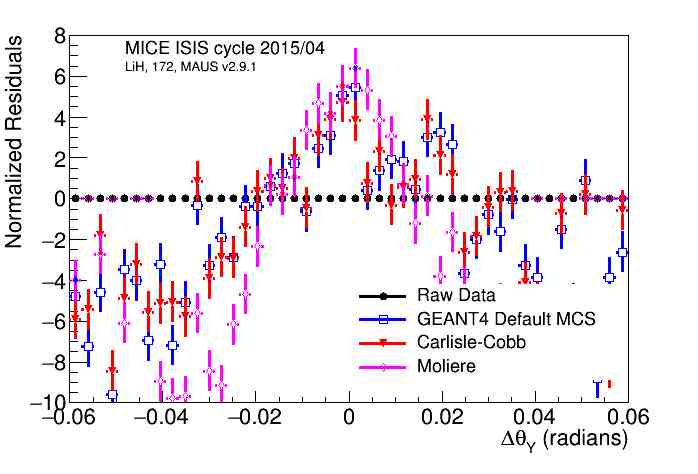 MICE ISIS cycle 2015/04
LiH, 172, MAUS v2.9.1
Normalized Residuals
8
6
4
2
0
−2
−4
−6
−8
−10
Raw Data
GEANT4 Default MCS
Carlisle-Cobb
Moliere
−0.06 −0.04 −0.02 0 0.02 0.04 0.06
Δθ_Y (radians)